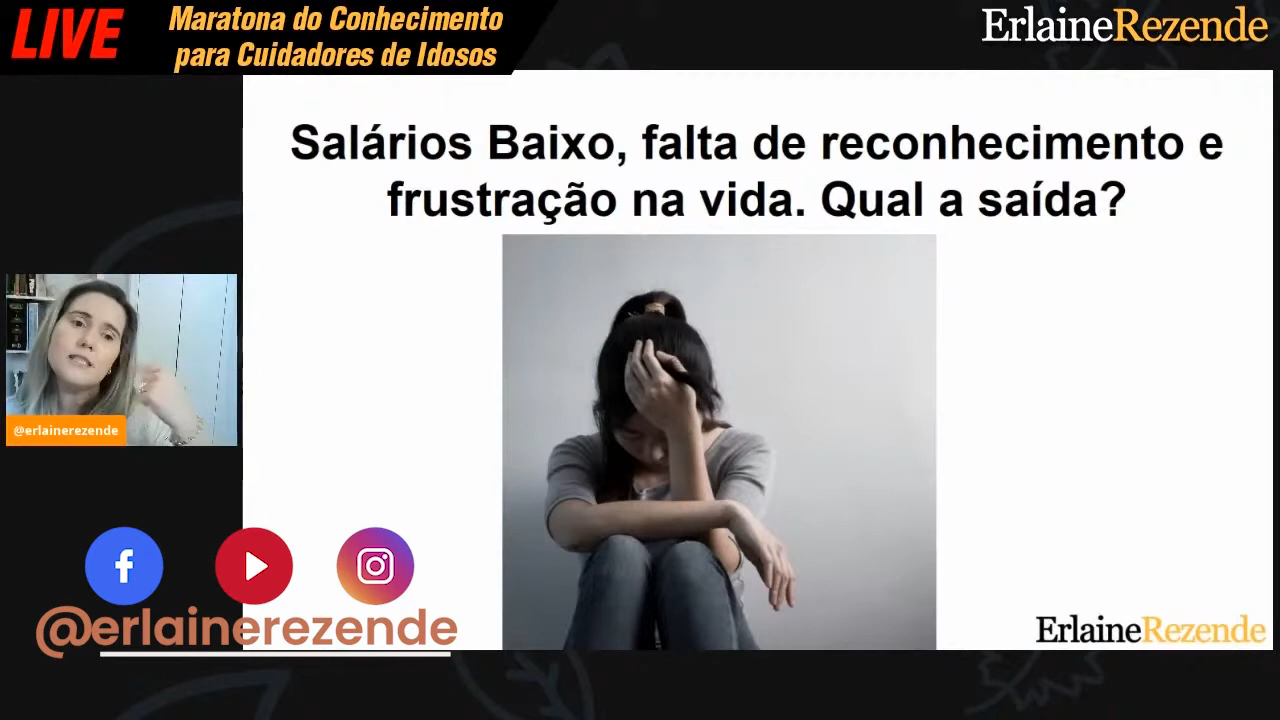 LIVE
Maratona do Conhecimento
para Cuidadores de Idosos
ErlaineRezende
Salários Baixo, falta de reconhecimento e
frustração na vida. Qual a saída?
@erlainerezende
@erlainerezende
ErlaineRezende